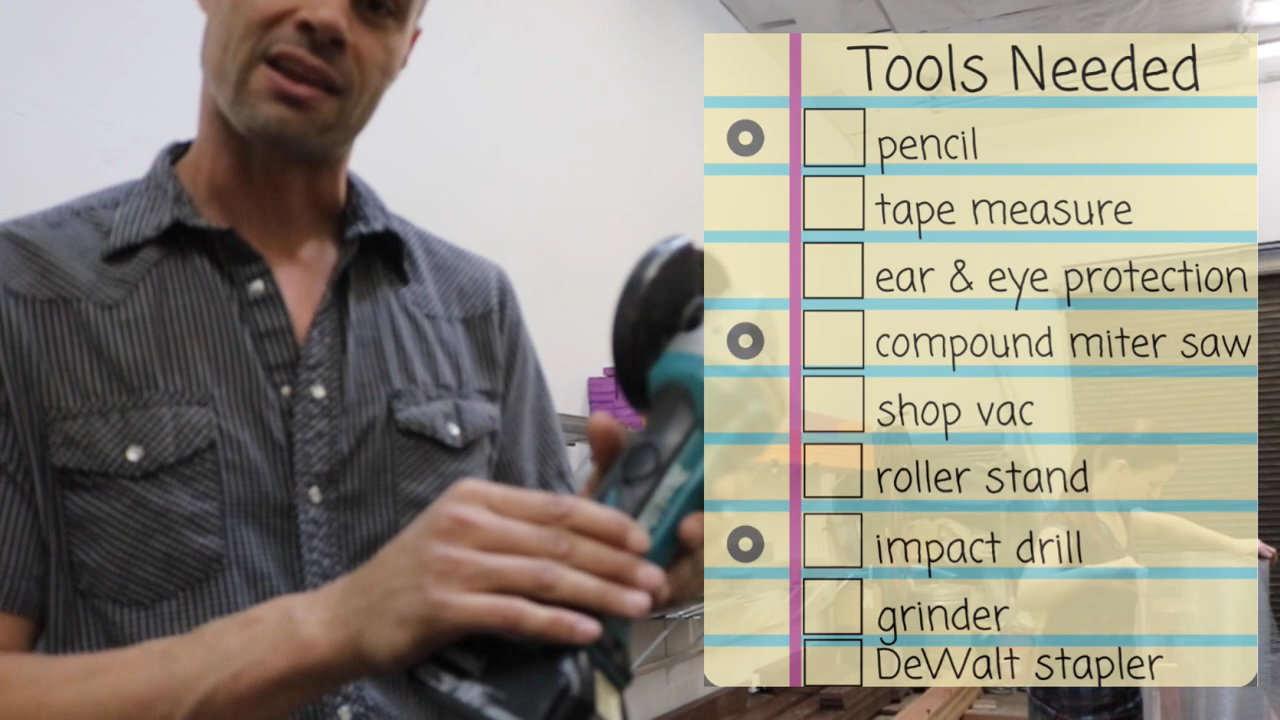 Tools Needed
pencil
tape measure
ear & eye protection
compound miter saw
shop vac
roller stand
impact drill
grinder
DeWalt stapler